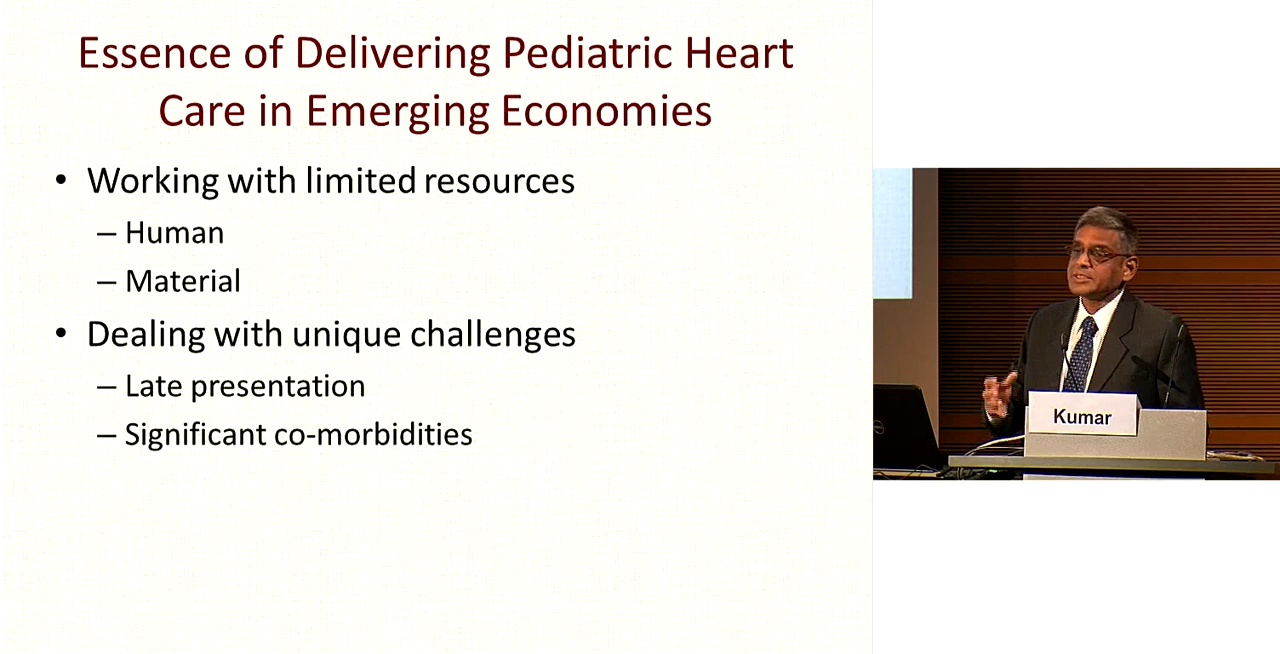 Essence of Delivering Pediatric Heart
Care in Emerging Economies
• Working with limited resources
– Human
– Material
• Dealing with unique challenges
– Late presentation
– Significant co-morbidities
Kumar